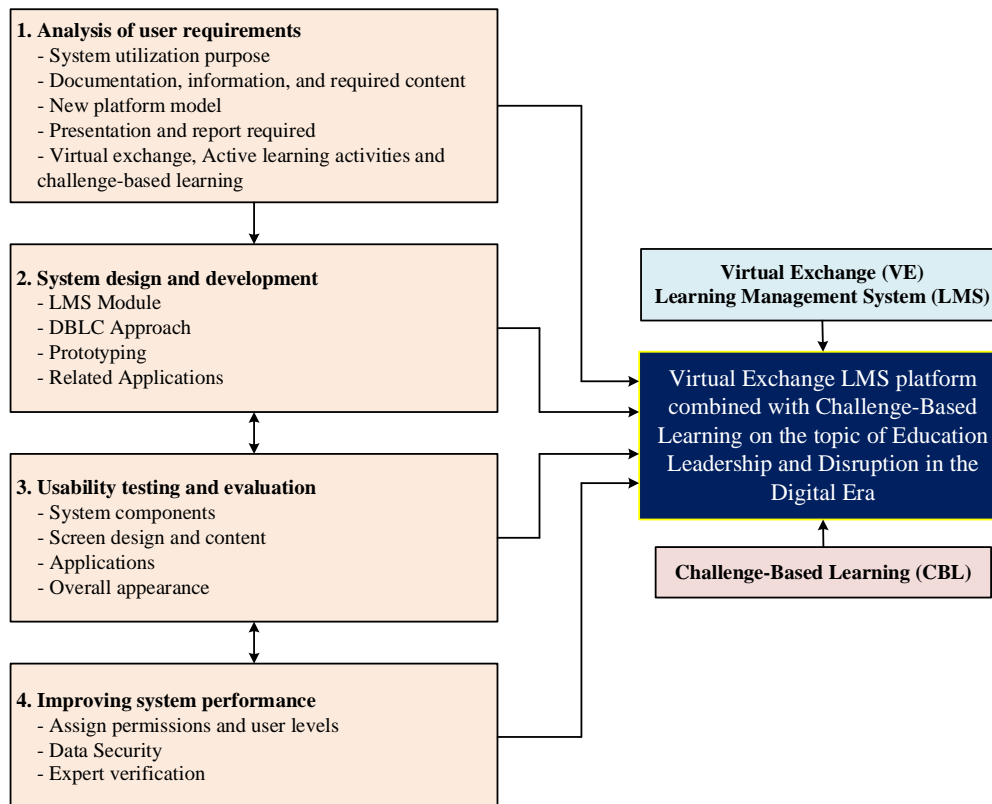 1. Analysis of user requirements
- System utilization purpose
- Documentation, information, and required content
- New platform model
- Presentation and report required
- Virtual exchange, Active learning activities and
challenge-based learning
2. System design and development
- LMS Module
- DBLC Approach
- Prototyping
- Related Applications
3. Usability testing and evaluation
- System components
- Screen design and content
- Applications
- Overall appearance
4. Improving system performance
- Assign permissions and user levels
- Data Security
- Expert verification
Virtual Exchange (VE)
Learning Management System (LMS)
Virtual Exchange LMS platform
combined with Challenge-Based
Learning on the topic of Education
Leadership and Disruption in the
Digital Era
Challenge-Based Learning (CBL)